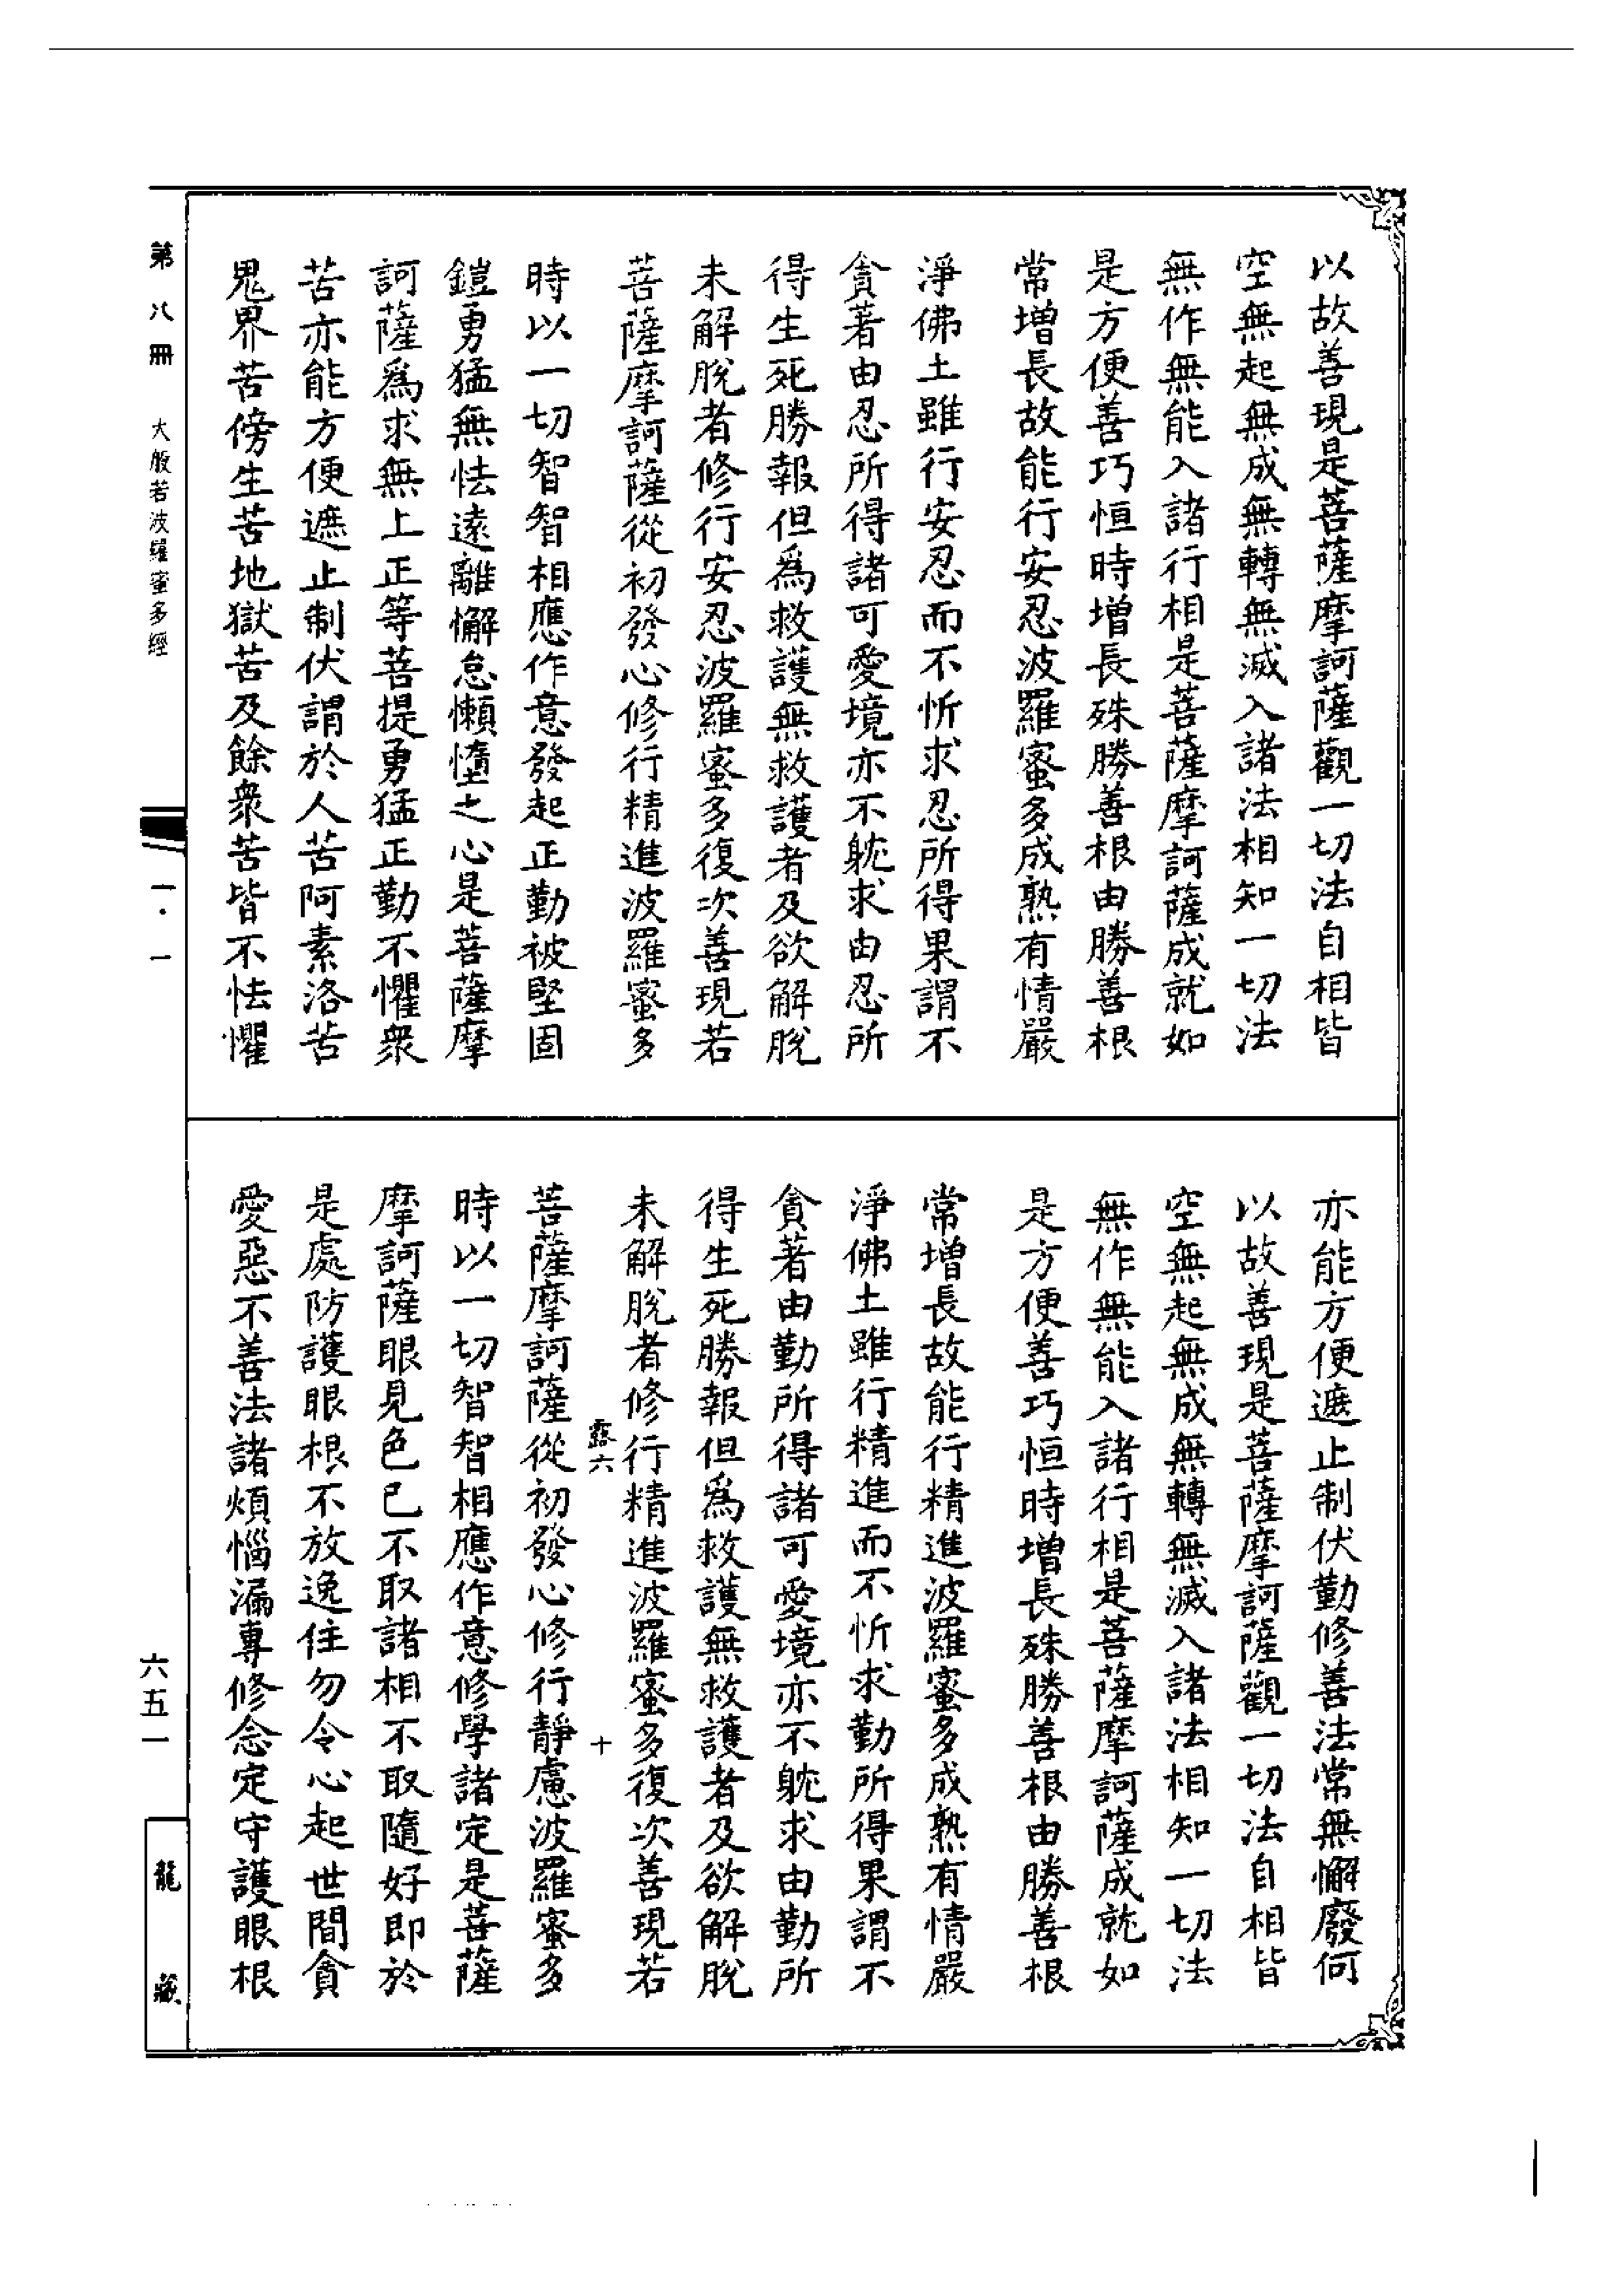 以故善現是菩薩摩訶薩觀一切法自相皆
空無起無成無轉無滅入諸法相知一切法
無作無能入諸行相是菩薩摩訶薩成就如
是方便善巧恒時增長殊勝善根由勝善根
常增長故能行安忍波羅蜜多成熟有情嚴
淨佛土雖行安忍而不忻求忍所得果謂不
貪著由忍所得諸可愛境亦不躭求由忍所
得生死勝報但爲救護無救護者及欲解脫
未解脫者修行安忍波羅蜜多復次善現若
菩薩摩訶薩從初發心修行精進波羅蜜多
時以一切智智相應作意發起正勤被堅固
鎧勇猛無怯遠離懈怠懶惰之心是菩薩摩
訶薩爲求無上正等菩提勇猛正勤不懼衆
苦亦能方便遮止制伏謂於人苦阿素洛苦
鬼界苦傍生苦地獄苦及餘衆苦皆不怯懼
亦能方便遮止制伏勤修善法常無懈廢何
以故善現是菩薩摩訶薩觀一切法自相皆
空無起無成無轉無滅入諸法相知一切法
無作無能入諸行相是菩薩摩訶薩成就如
是方便善巧恒時增長殊勝善根由勝善根
常增長故能行精進波羅蜜多成熟有情嚴
淨佛土雖行精進而不忻求勤所得果謂不
貪著由勤所得諸可愛境亦不躭求由勤所
得生死勝報但爲救護無救護者及欲解脫
未解脫者修行精進波羅蜜多復次善現若
露六 十
菩薩摩訶薩從初發心修行靜慮波羅蜜多
時以一切智智相應作意修學諸定是菩薩
摩訶薩眼見色已不取諸相不取隨好即於
是處防護眼根不放逸住勿令心起世間貪
愛惡不善法諸煩惱漏專修念定守護眼根
第八冊 大般若波羅蜜多經 一·一
六五一
龍藏